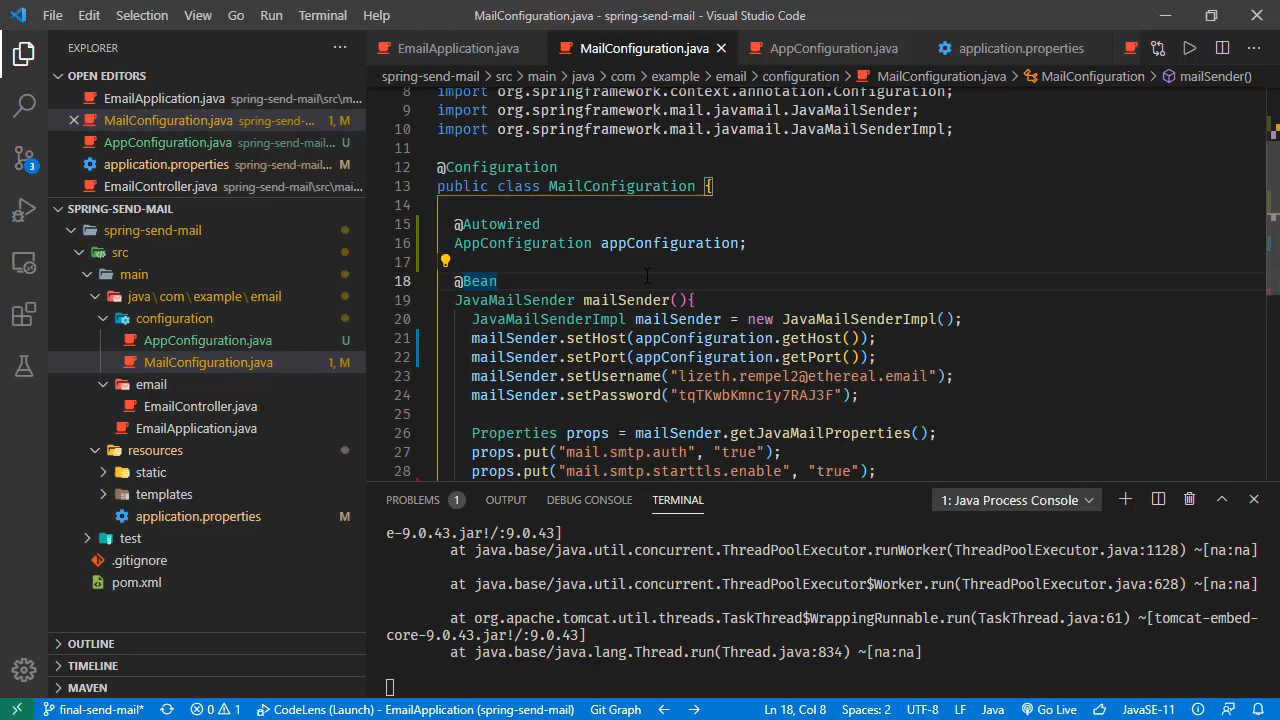 File Edit Selection View Go Run Terminal Help MailConfiguration.java - spring-send-mail - Visual Studio Code
EXPLORER
OPEN EDITORS
EmailApplication.java spring-send-mail\src\m...
MailConfiguration.java spring-send-... 1, M
AppConfiguration.java spring-send-mail... U
application.properties spring-send-mail... M
EmailController.java spring-send-mail\src\mai...
SPRING-SEND-MAIL
spring-send-mail
src
main
java\com\example\email
configuration
AppConfiguration.java U
MailConfiguration.java 1, M
email
EmailController.java
EmailApplication.java
resources
static
templates
application.properties M
test
.gitignore
pom.xml
OUTLINE
TIMELINE
MAVEN
3
EmailApplication.java MailConfiguration.java AppConfiguration.java application.properties
spring-send-mail > src > main > java > com > example > email > configuration > MailConfiguration.java > MailConfiguration > mailSender()
8 import org.springframework.context.annotation.Configuration;
9 import org.springframework.mail.javamail.JavaMailSender;
10 import org.springframework.mail.javamail.JavaMailSenderImpl;
11
12 @Configuration
13 public class MailConfiguration {
14
15 @Autowired
16 AppConfiguration appConfiguration;
17
18 @Bean
19 JavaMailSender mailSender(){
20 JavaMailSenderImpl mailSender = new JavaMailSenderImpl();
21 mailSender.setHost(appConfiguration.getHost());
22 mailSender.setPort(appConfiguration.getPort());
23 mailSender.setUsername("lizeth.rempel2@ethereal.email");
24 mailSender.setPassword("tqTKwbKmnc1y7RAJ3F");
25
26 Properties props = mailSender.getJavaMailProperties();
27 props.put("mail.smtp.auth", "true");
28 props.put("mail.smtp.starttls.enable", "true");
PROBLEMS 1 OUTPUT DEBUG CONSOLE TERMINAL 1: Java Process Console
e-9.0.43.jar!/:9.0.43]
at java.base/java.util.concurrent.ThreadPoolExecutor.runWorker(ThreadPoolExecutor.java:1128) ~[na:na]
at java.base/java.util.concurrent.ThreadPoolExecutor$Worker.run(ThreadPoolExecutor.java:628) ~[na:na]
at org.apache.tomcat.util.threads.TaskThread$WrappingRunnable.run(TaskThread.java:61) ~[tomcat-embed-
core-9.0.43.jar!/:9.0.43]
at java.base/java.lang.Thread.run(Thread.java:834) ~[na:na]
final-send-mail* 0 1 CodeLens (Launch) - EmailApplication (spring-send-mail) Git Graph Ln 18, Col 8 Spaces: 2 UTF-8 LF Java Go Live JavaSE-11